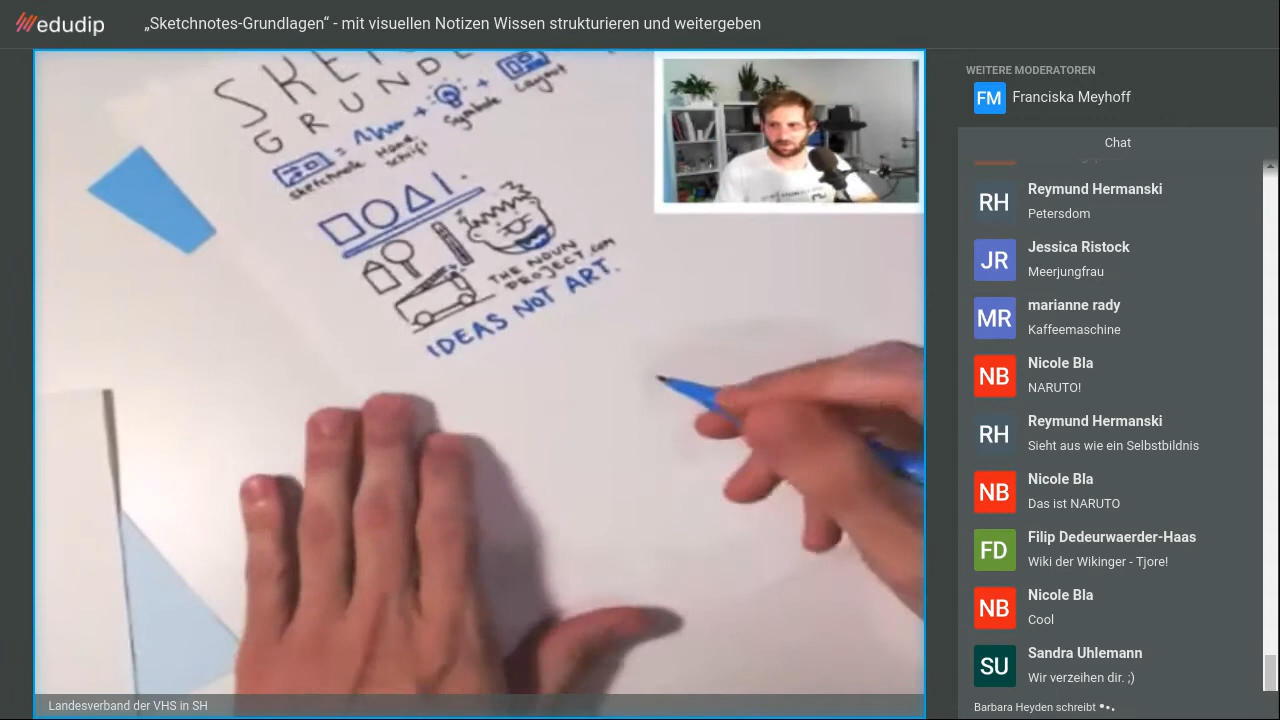 edudip
„Sketchnotes-Grundlagen“ - mit visuellen Notizen Wissen strukturieren und weitergeben
GRUNDL
Sketchnote
=
Hand
schrift
+
Symbole
+
Layout
THE NOUN
PROJECT.com
IDEAS NOT ART.
Landesverband der VHS in SH
WEITERE MODERATOREN
FM
Franciska Meyhoff
Chat
RH
Reymund Hermanski
Petersdom
JR
Jessica Ristock
Meerjungfrau
MR
marianne rady
Kaffeemaschine
NB
Nicole Bla
NARUTO!
RH
Reymund Hermanski
Sieht aus wie ein Selbstbildnis
NB
Nicole Bla
Das ist NARUTO
FD
Filip Dedeurwaerder-Haas
Wiki der Wikinger - Tjore!
NB
Nicole Bla
Cool
SU
Sandra Uhlemann
Wir verzeihen dir. ;)
Barbara Heyden schreibt